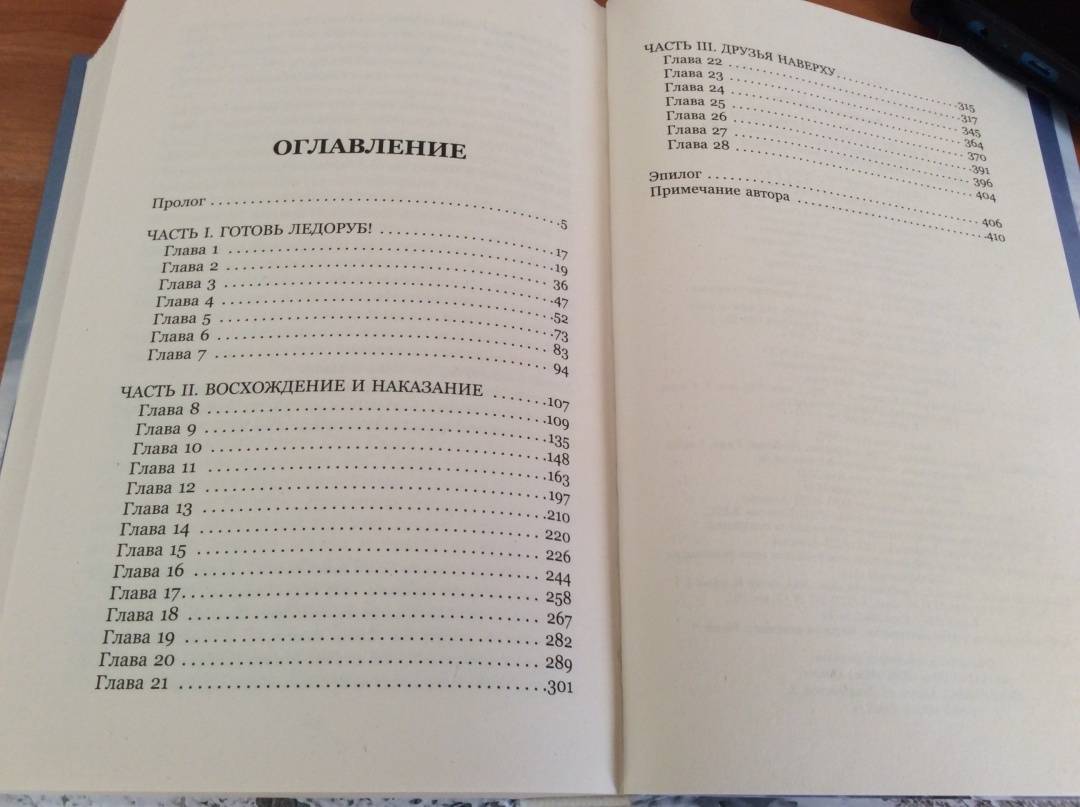 ОГЛАВЛЕНИЕ
Пролог . . . . . . . . . . 5
ЧАСТЬ I. ГОТОВЬ ЛЕДОРУБ! . . . . . . . . . . 17
Глава 1 . . . . . . . . . . 19
Глава 2 . . . . . . . . . . 36
Глава 3 . . . . . . . . . . 47
Глава 4 . . . . . . . . . . 52
Глава 5 . . . . . . . . . . 73
Глава 6 . . . . . . . . . . 83
Глава 7 . . . . . . . . . . 94
ЧАСТЬ II. ВОСХОЖДЕНИЕ И НАКАЗАНИЕ . . . . . . . 107
Глава 8 . . . . . . . . . . 109
Глава 9 . . . . . . . . . . 135
Глава 10 . . . . . . . . . . 148
Глава 11 . . . . . . . . . . 163
Глава 12 . . . . . . . . . . 197
Глава 13 . . . . . . . . . . 210
Глава 14 . . . . . . . . . . 220
Глава 15 . . . . . . . . . . 226
Глава 16 . . . . . . . . . . 244
Глава 17 . . . . . . . . . . 258
Глава 18 . . . . . . . . . . 267
Глава 19 . . . . . . . . . . 282
Глава 20 . . . . . . . . . . 289
Глава 21 . . . . . . . . . . 301
ЧАСТЬ III. ДРУЗЬЯ НАВЕРХУ . . . . . . . . . . 315
Глава 22 . . . . . . . . . . 317
Глава 23 . . . . . . . . . . 345
Глава 24 . . . . . . . . . . 364
Глава 25 . . . . . . . . . . 370
Глава 26 . . . . . . . . . . 391
Глава 27 . . . . . . . . . . 396
Глава 28 . . . . . . . . . . 404
Эпилог . . . . . . . . . . 406
Примечание автора . . . . . . . . . . 410